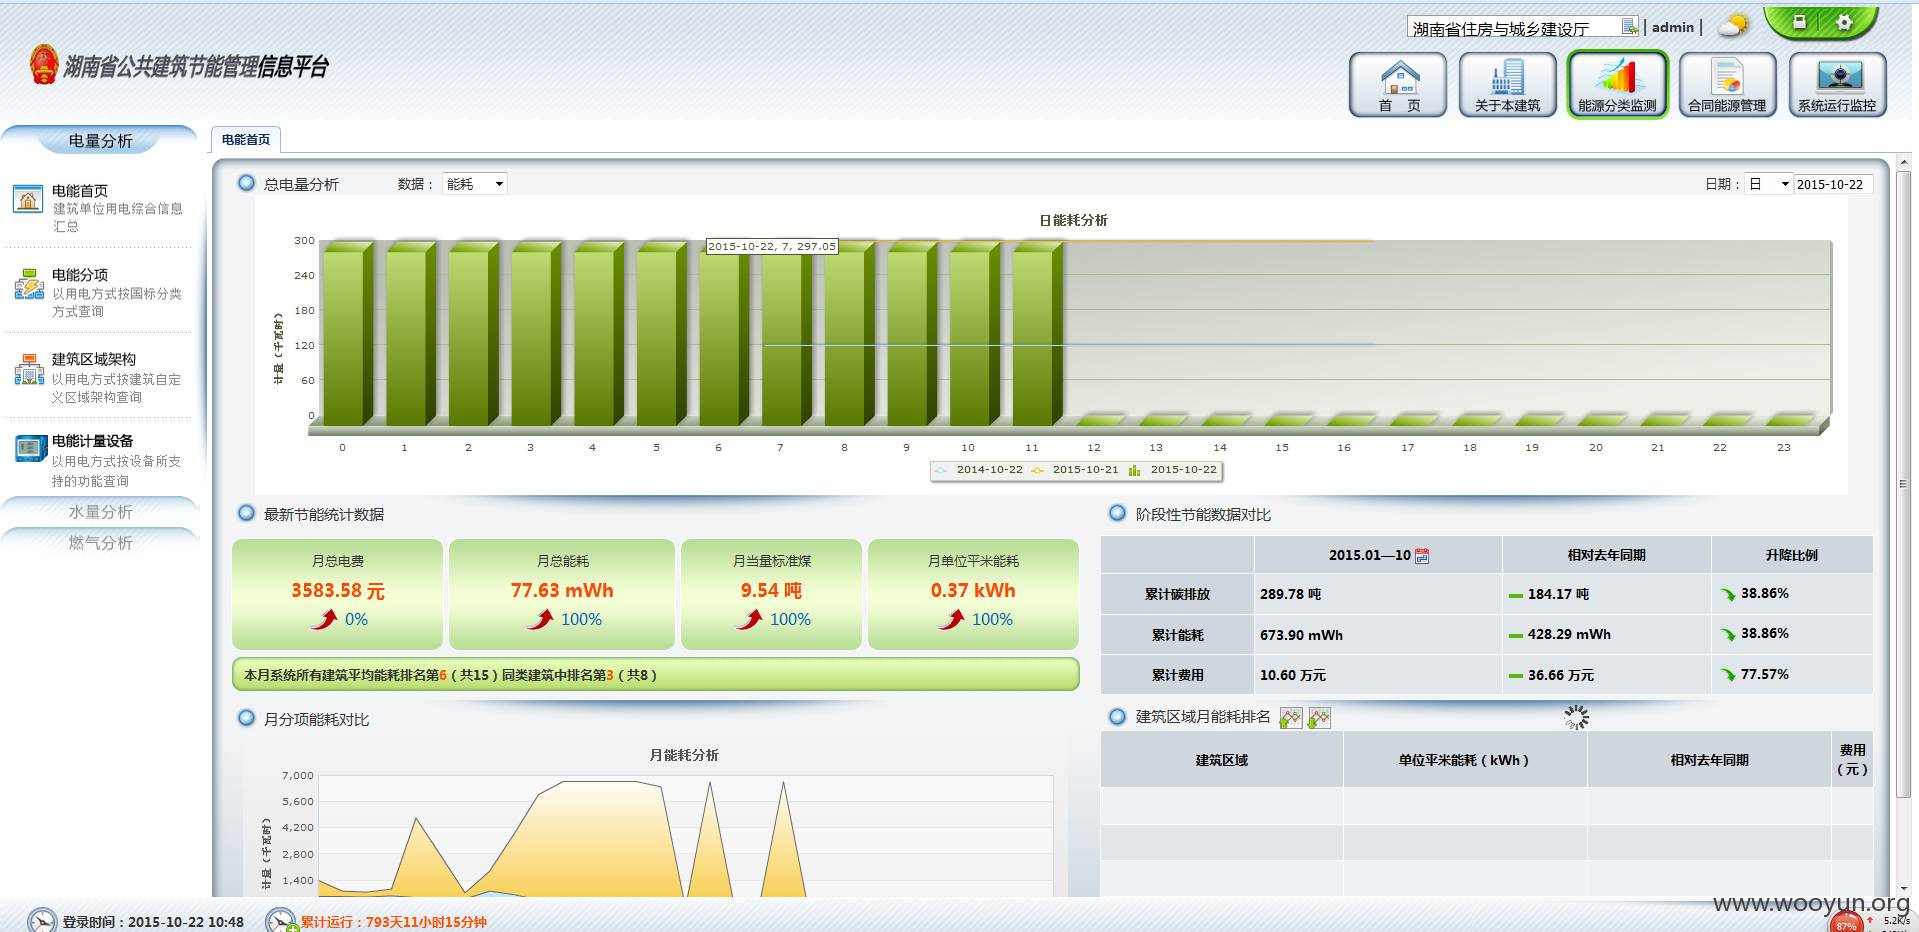 湖南省住房与城乡建设厅 | admin |
湖南省公共建筑节能管理信息平台
首 页
关于本建筑
能源分类监测
合同能源管理
系统运行监控
电量分析
电能首页
建筑单位用电综合信息
汇总
电能分项
以用电方式按国标分类
方式查询
建筑区域架构
以用电方式按建筑自定
义区域架构查询
电能计量设备
以用电方式按设备所支
持的功能查询
水量分析
燃气分析
电能首页
总电量分析 数据： 能耗
日期： 日 2015-10-22
日能耗分析
计量（千瓦时）
300
240
180
120
60
0
2015-10-22, 7, 297.05
0 1 2 3 4 5 6 7 8 9 10 11 12 13 14 15 16 17 18 19 20 21 22 23
2014-10-22 2015-10-21 2015-10-22
最新节能统计数据
月总电费
3583.58 元
0%
月总能耗
77.63 mWh
100%
月当量标准煤
9.54 吨
100%
月单位平米能耗
0.37 kWh
100%
本月系统所有建筑平均能耗排名第6（共15）同类建筑中排名第3（共8）
阶段性节能数据对比
2015.01—10 相对去年同期 升降比例
累计碳排放 289.78 吨 184.17 吨 38.86%
累计能耗 673.90 mWh 428.29 mWh 38.86%
累计费用 10.60 万元 36.66 万元 77.57%
月分项能耗对比
月能耗分析
计量（千瓦时）
7,000
5,600
4,200
2,800
1,400
建筑区域月能耗排名
建筑区域 单位平米能耗（kWh） 相对去年同期 费用
（元）
登录时间：2015-10-22 10:48
累计运行：793天11小时15分钟
www.wooyun.org
87%
5.2K/s